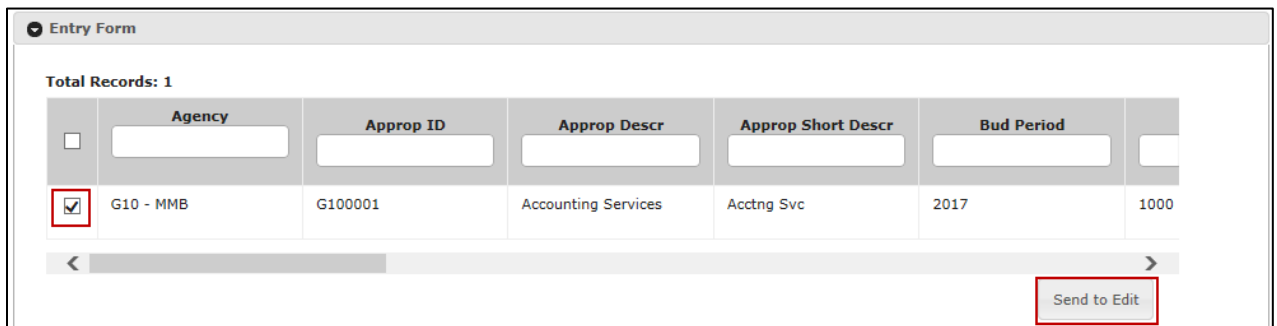 Entry Form
Total Records: 1
Agency Approp ID Approp Descr Approp Short Descr Bud Period
G10 - MMB G100001 Accounting Services Acctng Svc 2017 1000
Send to Edit